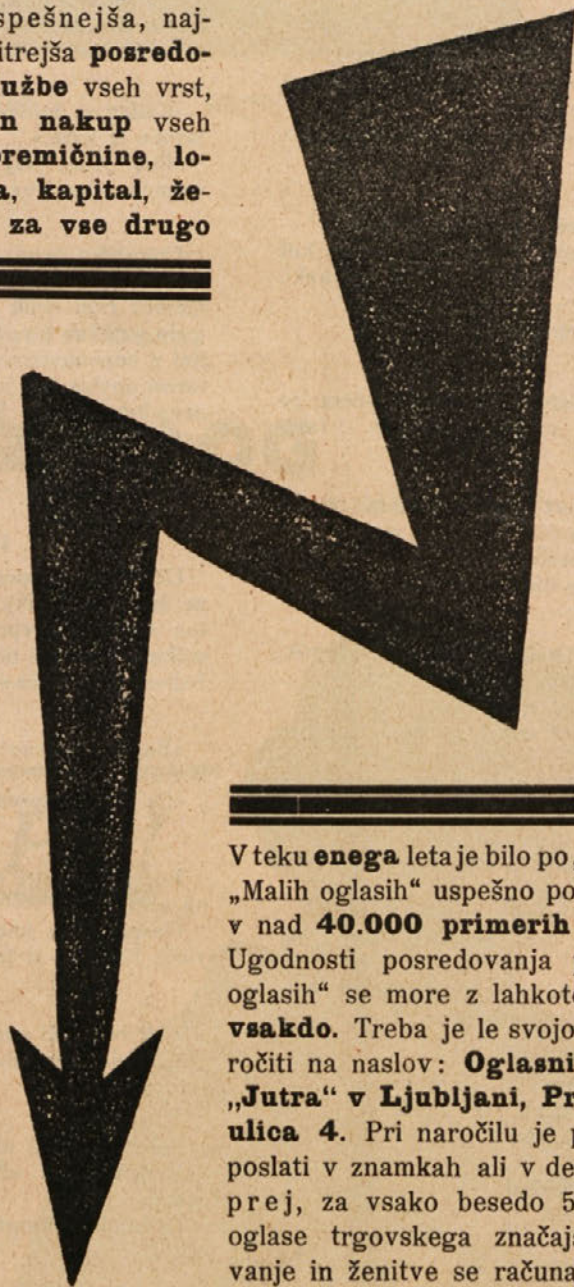 spešnejša, naj-
itrejša posredo-
užbe vseh vrst,
n nakup vseh
premičnine, lo-
a, kapital, že-
za vse drugo
V teku enega leta je bilo po
„Malih oglasih“ uspešno po
v nad 40.000 primerih
Ugodnosti posredovanja
oglasih“ se more z lahkot
vsakdo. Treba je le svojo
ročiti na naslov: Oglasni
„Jutra“ v Ljubljani, Pr
ulica 4. Pri naročilu je p
poslati v znamkah ali v de
prej, za vsako besedo 5
oglase trgovskega značaj
vanje in ženitve se računa